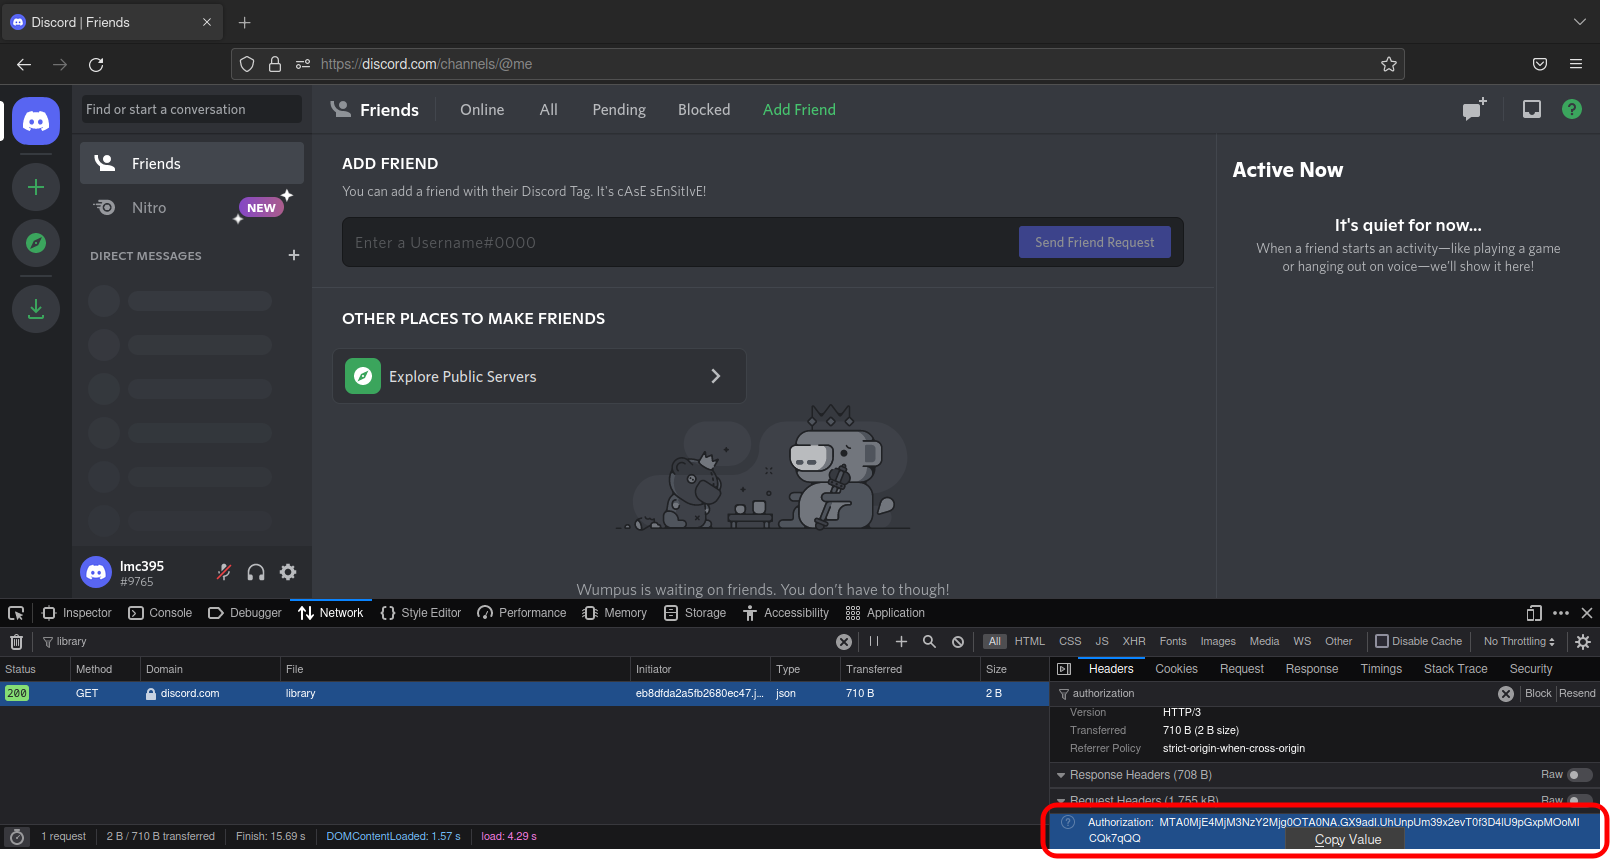 Discord | Friends
https://discord.com/channels/@me
Find or start a conversation
Friends
Online
All
Pending
Blocked
Add Friend
Friends
Nitro
NEW
DIRECT MESSAGES
ADD FRIEND
You can add a friend with their Discord Tag. It's cAsE sEnSitIvE!
Enter a Username#0000
Send Friend Request
OTHER PLACES TO MAKE FRIENDS
Explore Public Servers
Wumpus is waiting on friends. You don't have to though!
Active Now
It's quiet for now...
When a friend starts an activity—like playing a game
or hanging out on voice—we'll show it here!
lmc395
#9765
Inspector
Console
Debugger
Network
Style Editor
Performance
Memory
Storage
Accessibility
Application
library
All
HTML
CSS
JS
XHR
Fonts
Images
Media
WS
Other
Disable Cache
No Throttling
Status
Method
Domain
File
Initiator
Type
Transferred
Size
200
GET
discord.com
library
eb8dfda2a5fb2680ec47.j...
json
710 B
2 B
Headers
Cookies
Request
Response
Timings
Stack Trace
Security
authorization
Block
Resend
Version HTTP/3
Transferred 710 B (2 B size)
Referrer Policy strict-origin-when-cross-origin
Response Headers (708 B)
Raw
Request Headers (1.755 kB)
Raw
Authorization:
Copy Value
1 request
2 B / 710 B transferred
Finish: 15.69 s
DOMContentLoaded: 1.57 s
load: 4.29 s